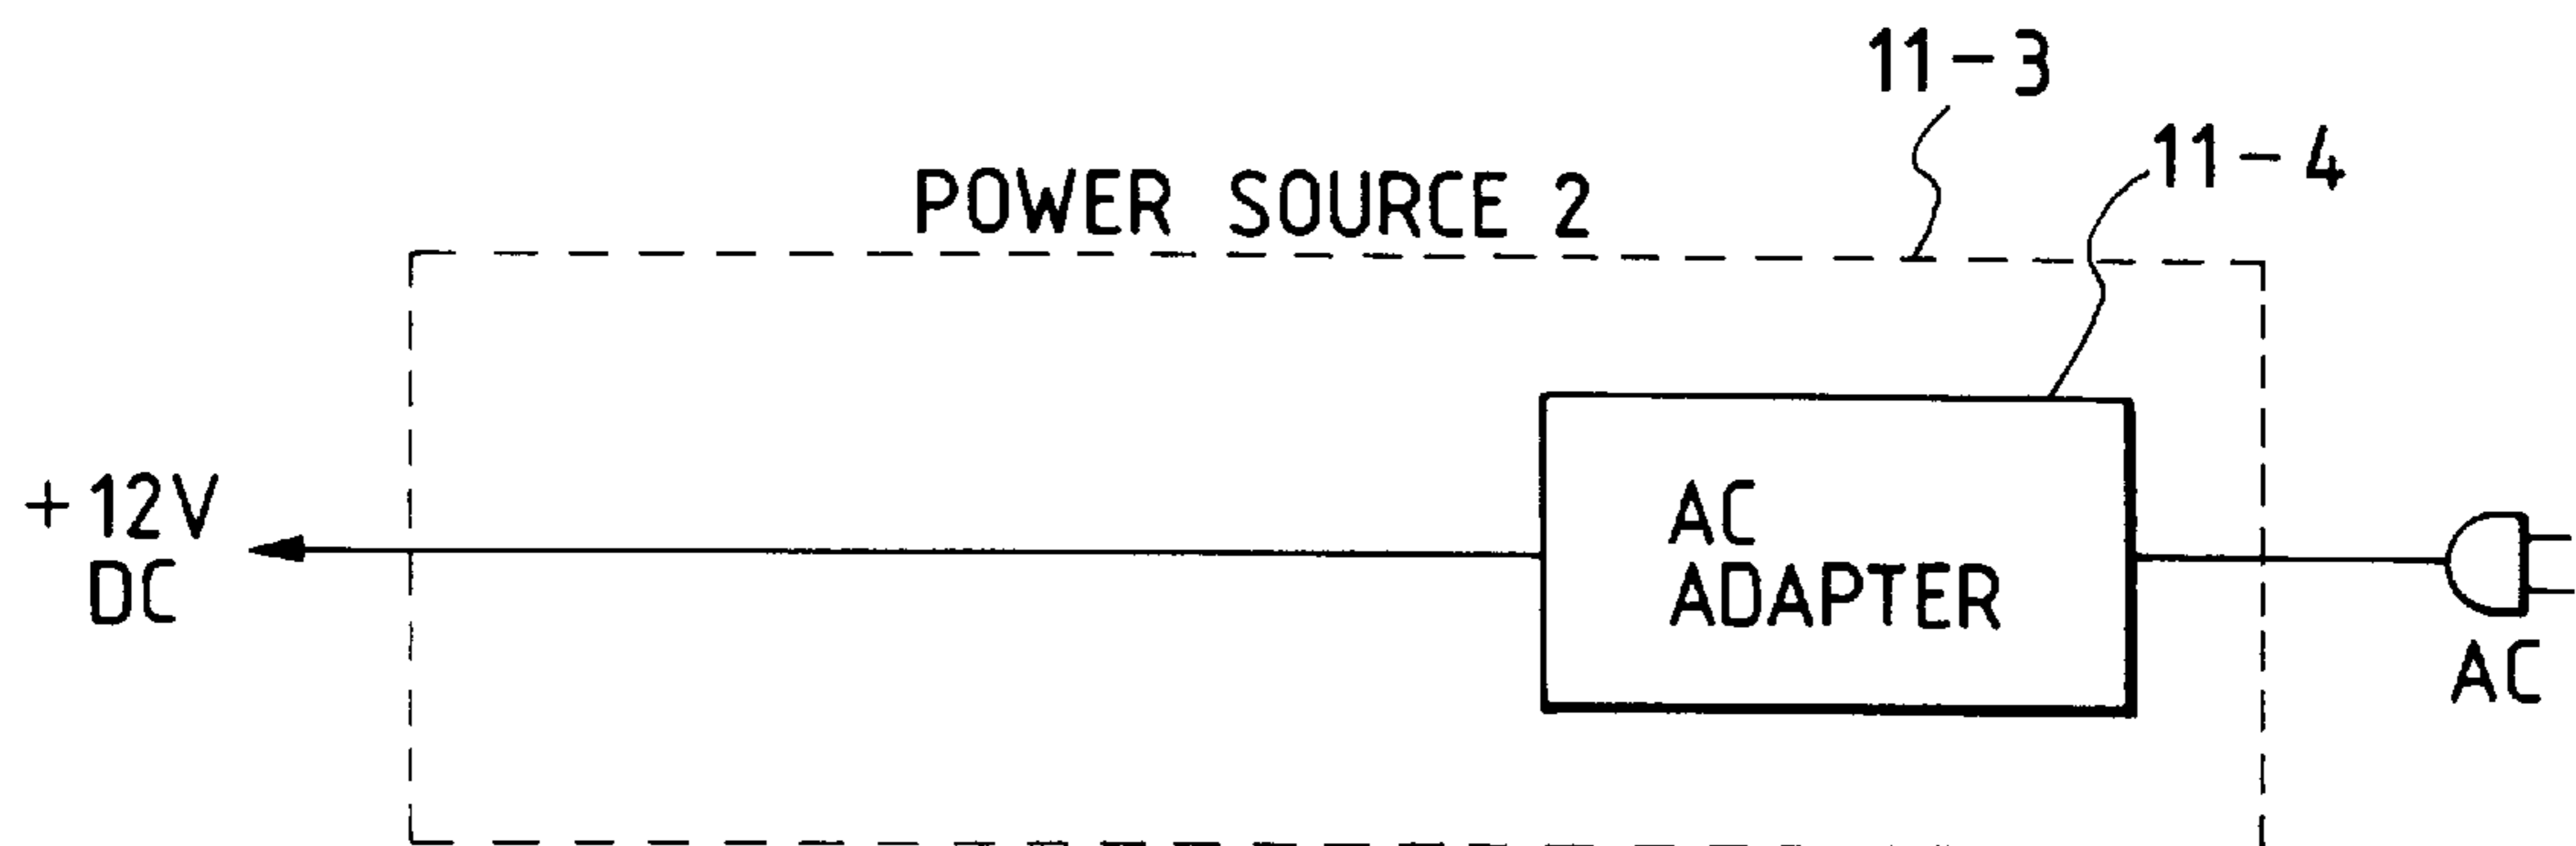 11-3
11-4
POWER SOURCE 2
+12V
DC
AC
ADAPTER
AC